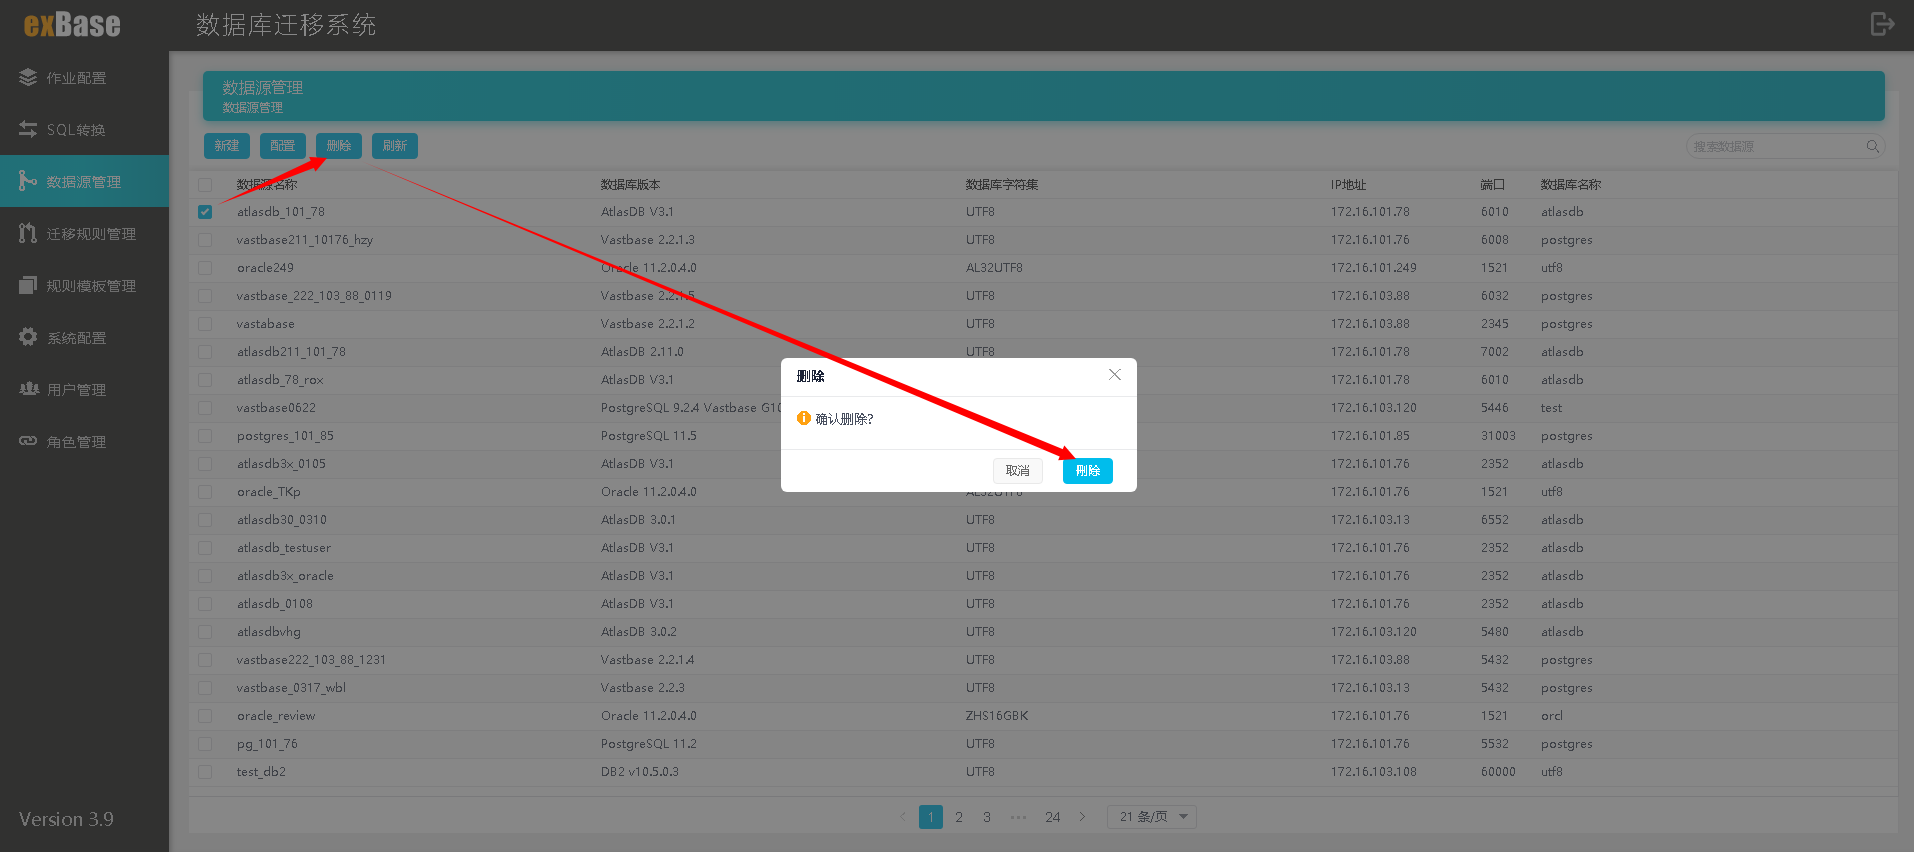 exBase
数据库迁移系统
作业配置
SQL转换
数据源管理
迁移规则管理
规则模板管理
系统配置
用户管理
角色管理
Version 3.9
数据源管理
数据源管理
新建 配置 删除 刷新 搜索数据源
数据源名称 数据库版本 数据库字符集 IP地址 端口 数据库名称
atlasdb_101_78 AtlasDB V3.1 UTF8 172.16.101.78 6010 atlasdb
vastbase211_10176_hzy Vastbase 2.2.1.3 UTF8 172.16.101.76 6008 postgres
oracle249 Oracle 11.2.0.4.0 AL32UTF8 172.16.101.249 1521 utf8
vastbase_222_103_88_0119 Vastbase 2.2.1.5 UTF8 172.16.103.88 6032 postgres
vastabase Vastbase 2.2.1.2 UTF8 172.16.103.88 2345 postgres
atlasdb211_101_78 AtlasDB 2.11.0 UTF8 172.16.101.78 7002 atlasdb
atlasdb_78_rox AtlasDB V3.1 172.16.101.78 6010 atlasdb
vastbase0622 PostgreSQL 9.2.4 Vastbase G10 172.16.103.120 5446 test
postgres_101_85 PostgreSQL 11.5 172.16.101.85 31003 postgres
atlasdb3x_0105 AtlasDB V3.1 172.16.101.76 2352 atlasdb
oracle_TKp Oracle 11.2.0.4.0 AL32UTF8 172.16.101.76 1521 utf8
atlasdb30_0310 AtlasDB 3.0.1 UTF8 172.16.103.13 6552 atlasdb
atlasdb_testuser AtlasDB V3.1 UTF8 172.16.101.76 2352 atlasdb
atlasdb3x_oracle AtlasDB V3.1 UTF8 172.16.101.76 2352 atlasdb
atlasdb_0108 AtlasDB V3.1 UTF8 172.16.101.76 2352 atlasdb
atlasdbvhg AtlasDB 3.0.2 UTF8 172.16.103.120 5480 atlasdb
vastbase222_103_88_1231 Vastbase 2.2.1.4 UTF8 172.16.103.88 5432 postgres
vastbase_0317_wbl Vastbase 2.2.3 UTF8 172.16.103.13 5432 postgres
oracle_review Oracle 11.2.0.4.0 ZHS16GBK 172.16.101.76 1521 orcl
pg_101_76 PostgreSQL 11.2 UTF8 172.16.101.76 5532 postgres
test_db2 DB2 v10.5.0.3 UTF8 172.16.103.108 60000 utf8
删除
确认删除?
取消 删除
1 2 3 ••• 24 21 条/页